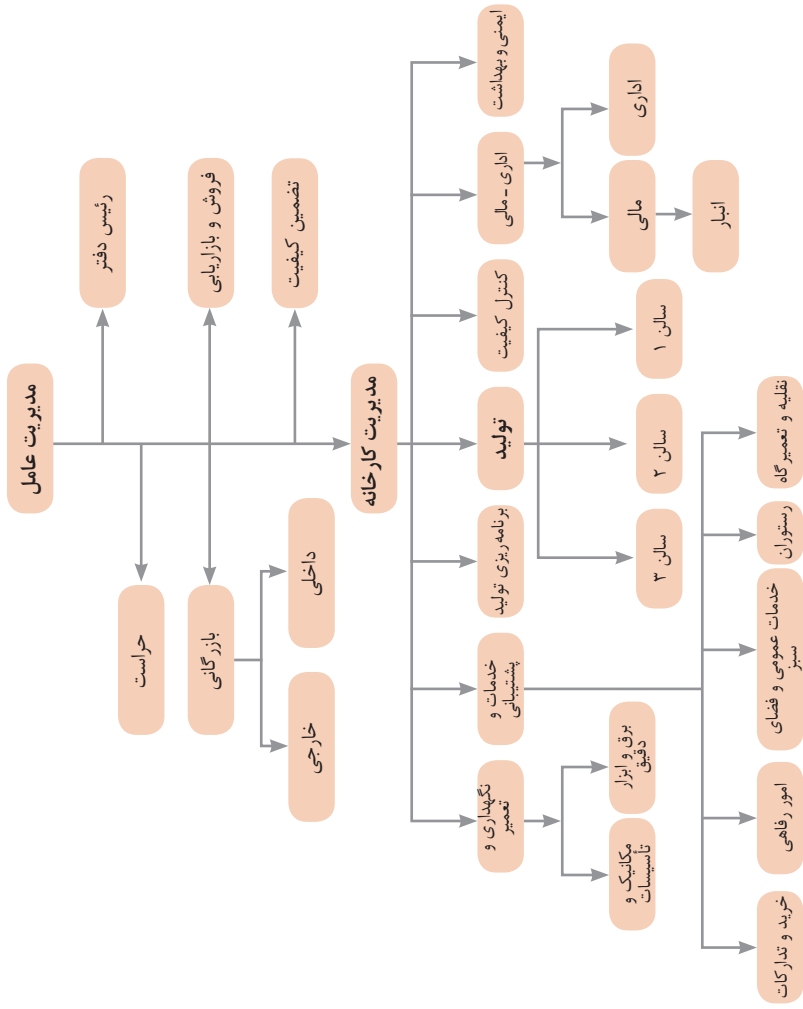 مدیریت عامل
رئیس دفتر
حراست
فروش و بازاریابی
بازرگانی
تضمین کیفیت
داخلی
خارجی
مدیریت کارخانه
ایمنی و بهداشت
اداری - مالی
کنترل کیفیت
تولید
برنامه ریزی تولید
خدمات و
پشتیبانی
نگهداری و
تعمیر
اداری
مالی
انبار
سالن ۱
سالن ۲
سالن ۳
برق و ابزار
دقیق
مکانیک و
تأسیسات
نقلیه و تعمیرگاه
رستوران
خدمات عمومی و فضای
سبز
امور رفاهی
خرید و تدارکات